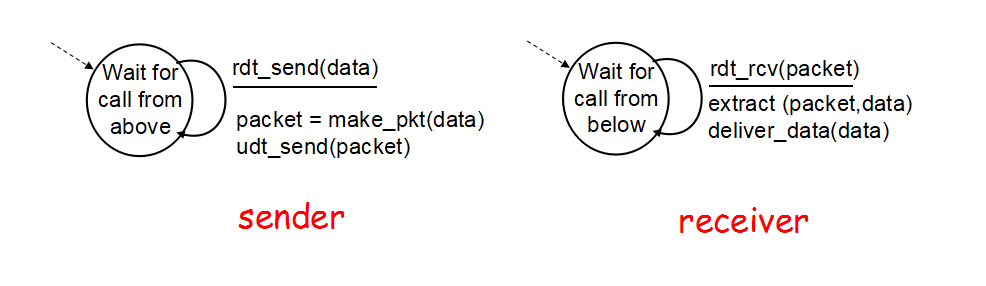 Wait for
call from
above
rdt_send(data)
packet = make_pkt(data)
udt_send(packet)
sender
Wait for
call from
below
rdt_rcv(packet)
extract (packet,data)
deliver_data(data)
receiver